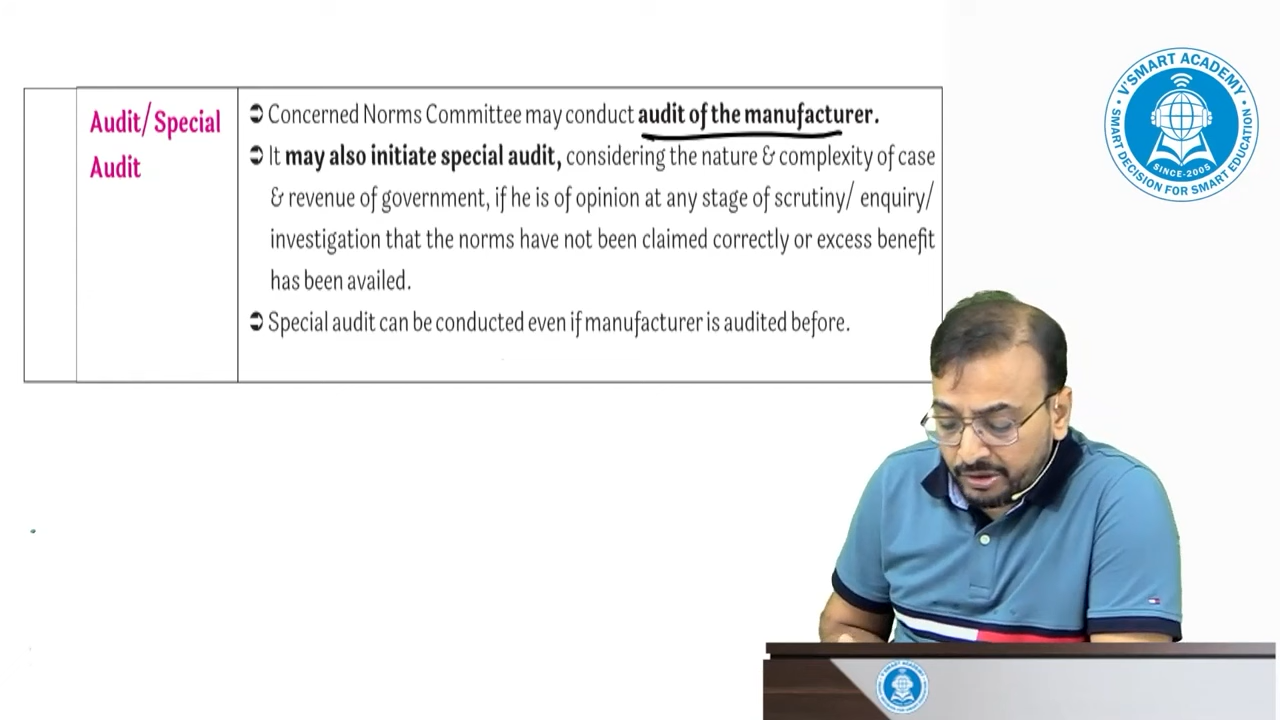 Audit/ Special
Audit
➲ Concerned Norms Committee may conduct audit of the manufacturer.
➲ It may also initiate special audit, considering the nature & complexity of case
& revenue of government, if he is of opinion at any stage of scrutiny/ enquiry/
investigation that the norms have not been claimed correctly or excess benefit
has been availed.
➲ Special audit can be conducted even if manufacturer is audited before.
V'SMART ACADEMY
SINCE-2005
SMART DECISION FOR SMART EDUCATION